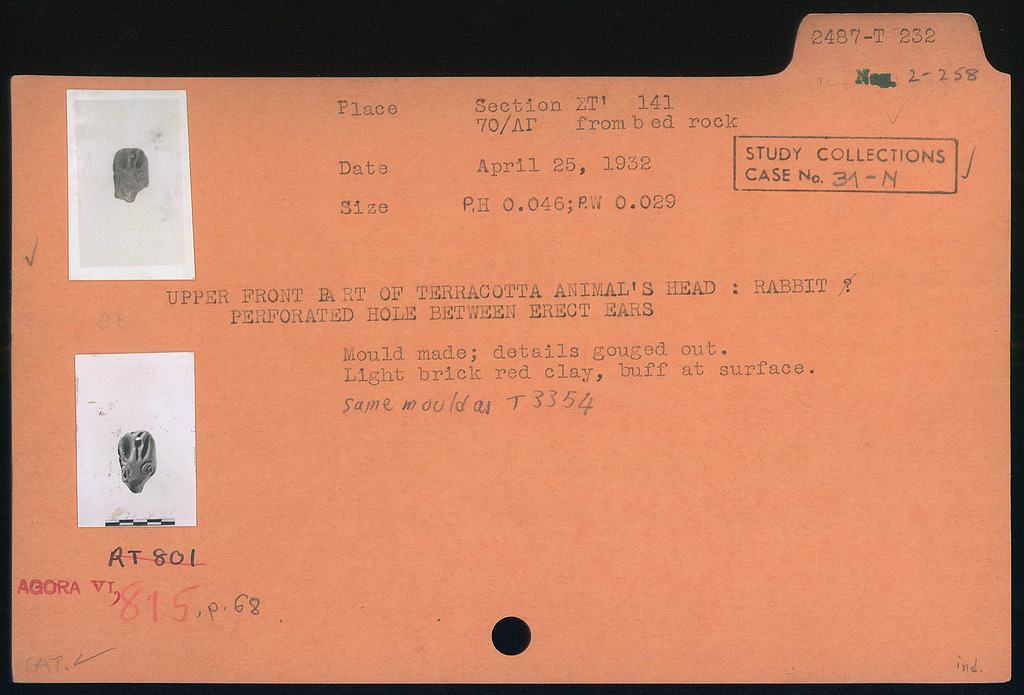 2487-T 232
Neg. 2-258
Place Section ΣΤ' 141
70/ΛΓ from bed rock
STUDY COLLECTIONS
CASE No. 31-N
Date April 25, 1932
Size P.H 0.046; P.W 0.029
UPPER FRONT PART OF TERRACOTTA ANIMAL'S HEAD : RABBIT ?
PERFORATED HOLE BETWEEN ERECT EARS
Mould made; details gouged out.
Light brick red clay, buff at surface.
same mould as T 3354
RT 801
AGORA VI, 815, p. 68
CAT. ✓
ind.